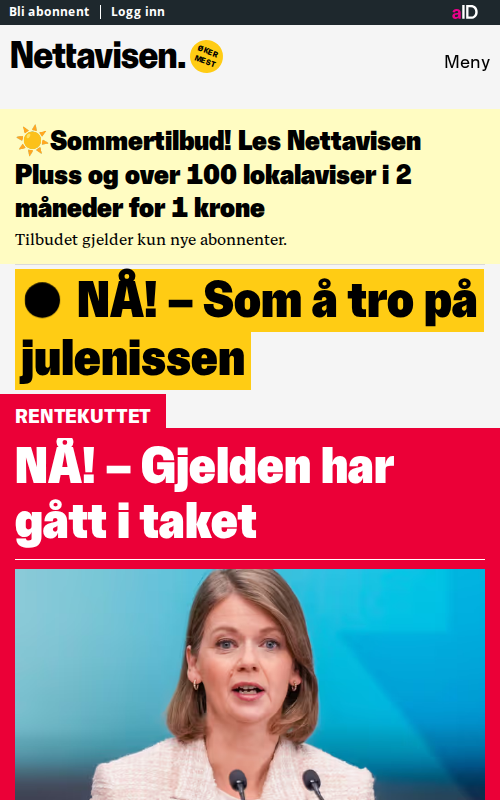 Bli abonnent | Logg inn
aID
Nettavisen.
ØKER
MEST
Meny
☀️Sommertilbud! Les Nettavisen
Pluss og over 100 lokalaviser i 2
måneder for 1 krone
Tilbudet gjelder kun nye abonnenter.
● NÅ! – Som å tro på
julenissen
RENTEKUTTET
NÅ! – Gjelden har
gått i taket